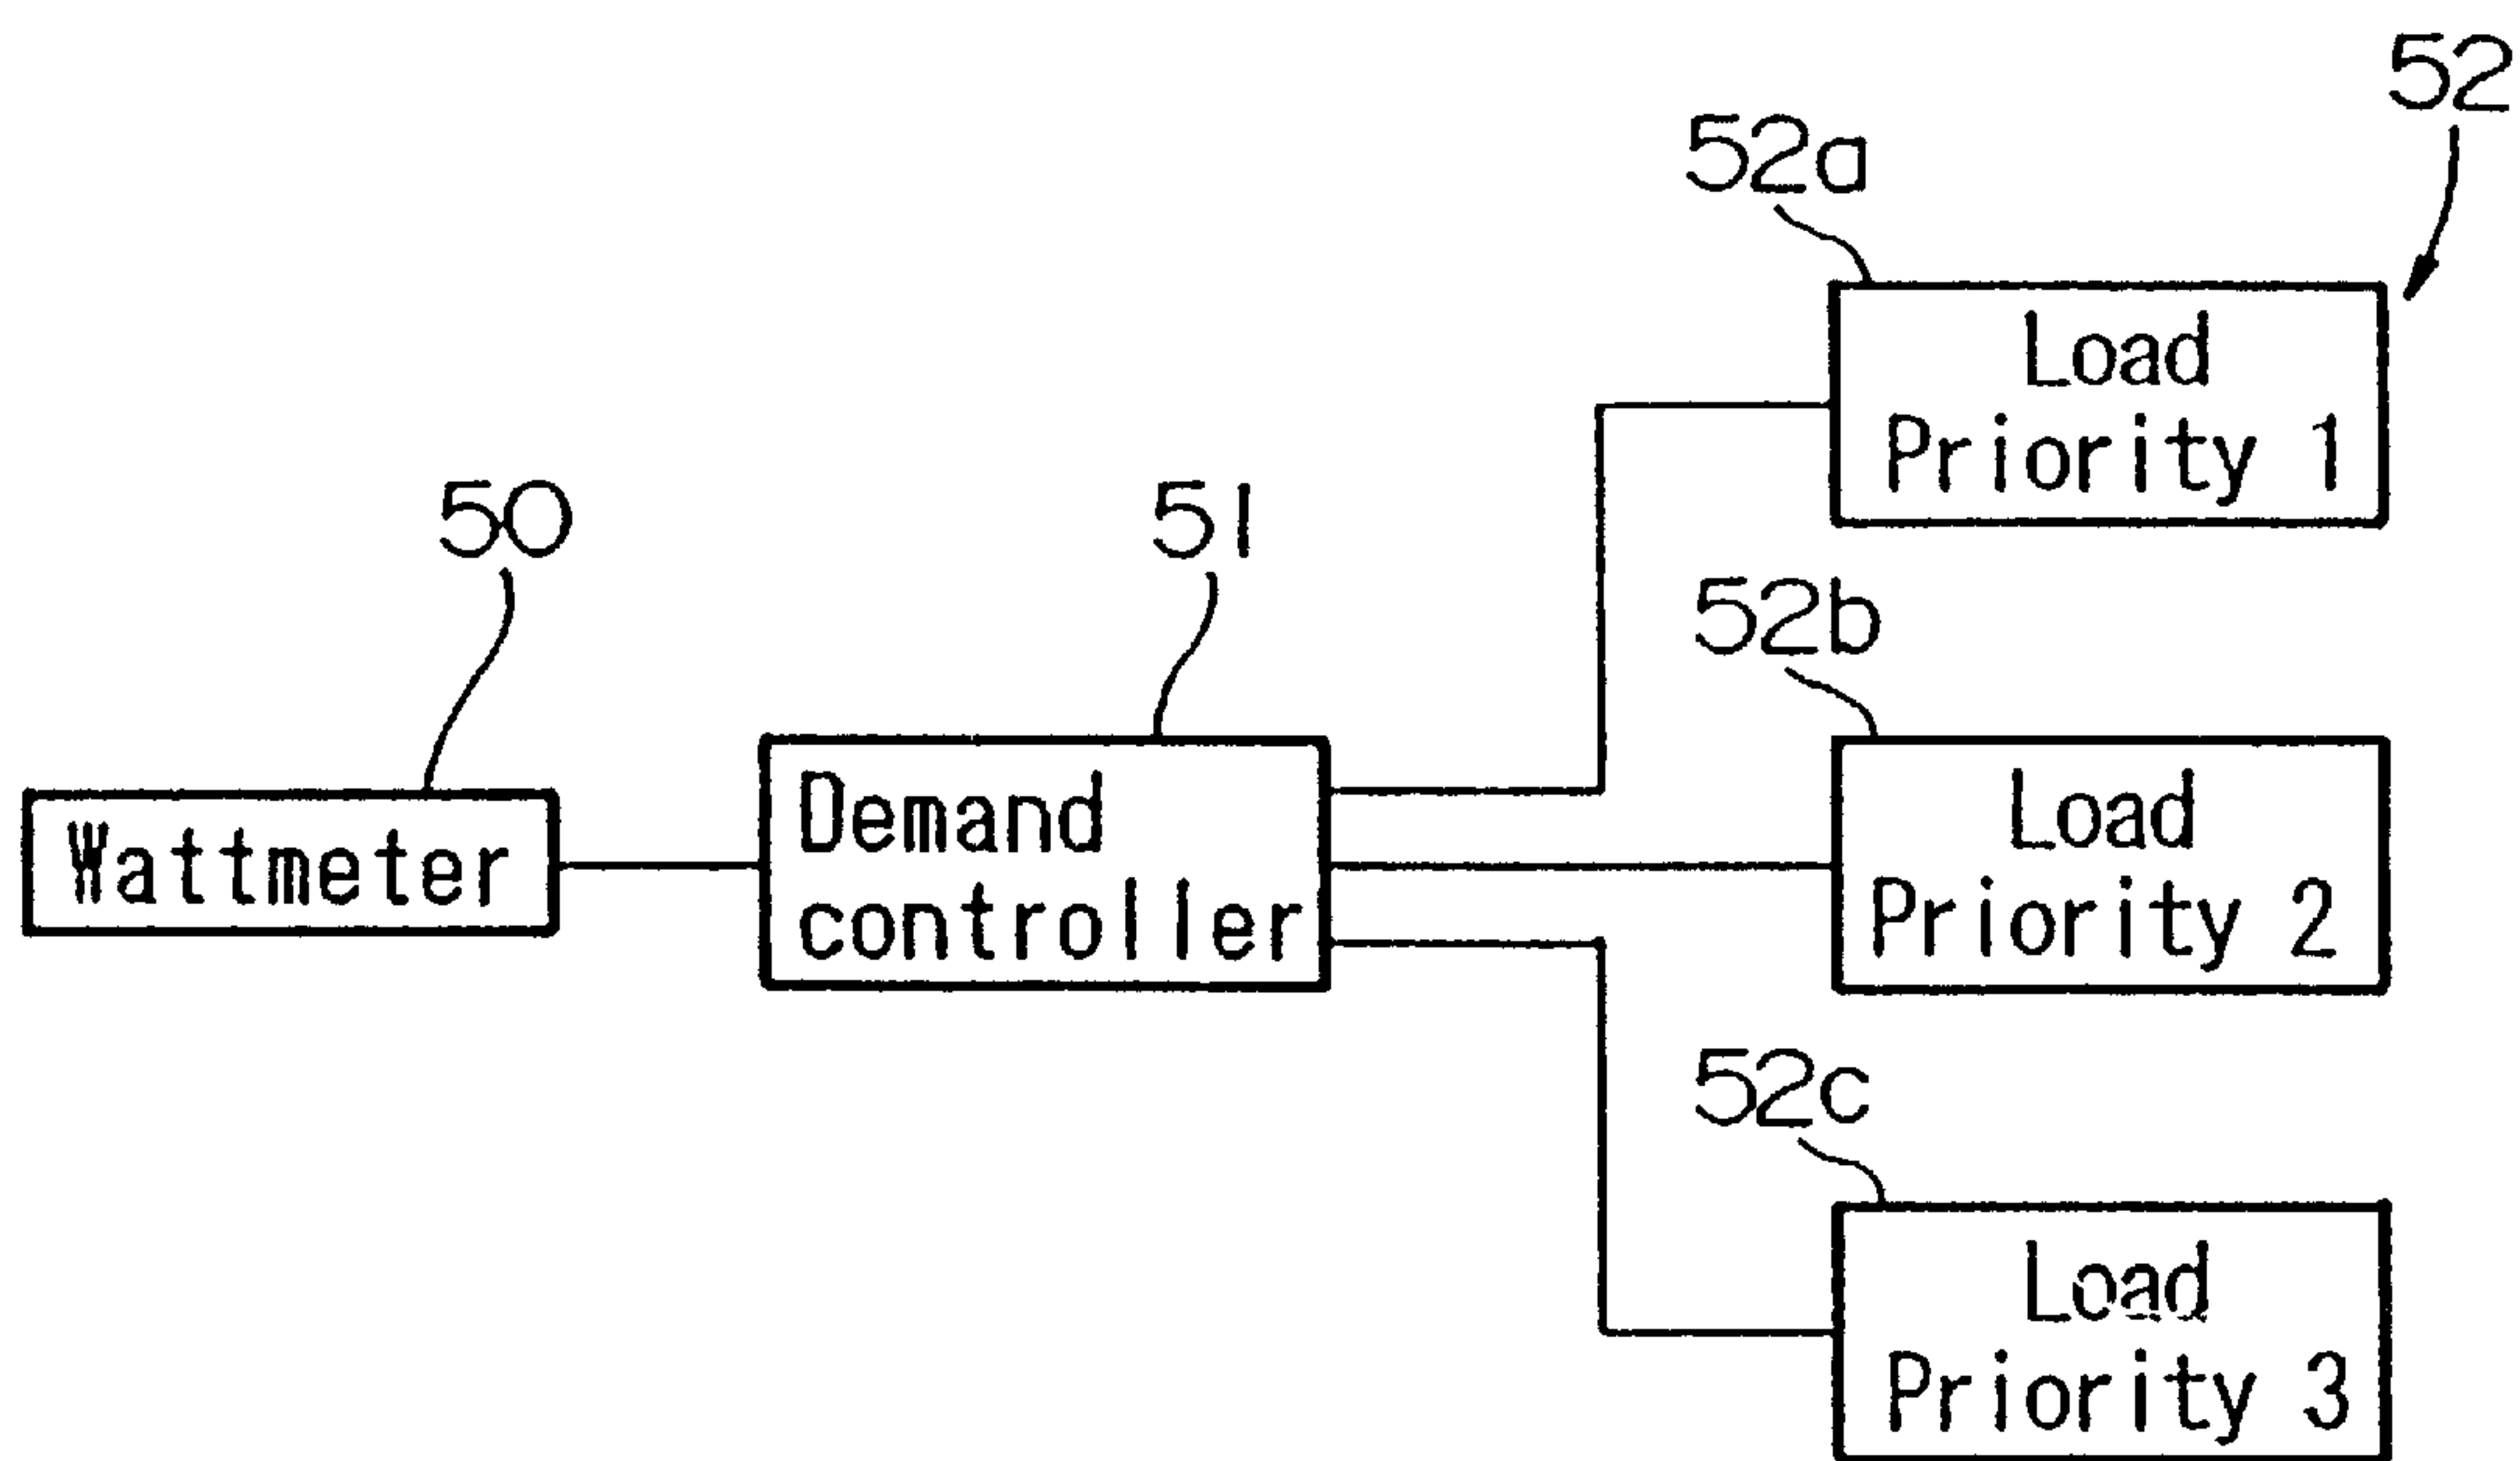 52
52a
Load
Priority 1
50
51
52b
Wattmeter
Demand
controller
Load
Priority 2
52c
Load
Priority 3